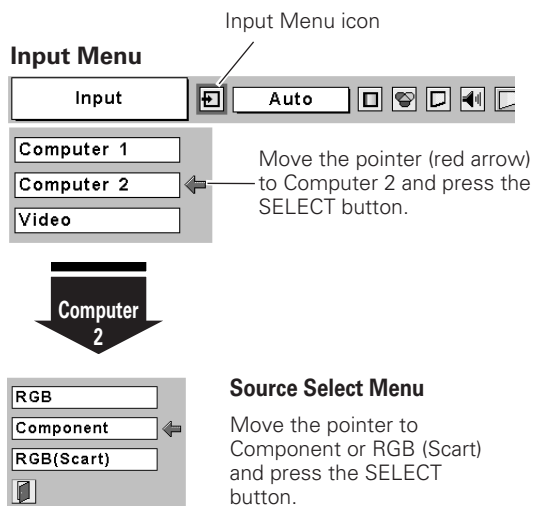 Input Menu icon
Input Menu
Input
Auto
Computer 1
Computer 2
Video
Move the pointer (red arrow)
to Computer 2 and press the
SELECT button.
Computer
2
RGB
Component
RGB(Scart)
Source Select Menu
Move the pointer to
Component or RGB (Scart)
and press the SELECT
button.